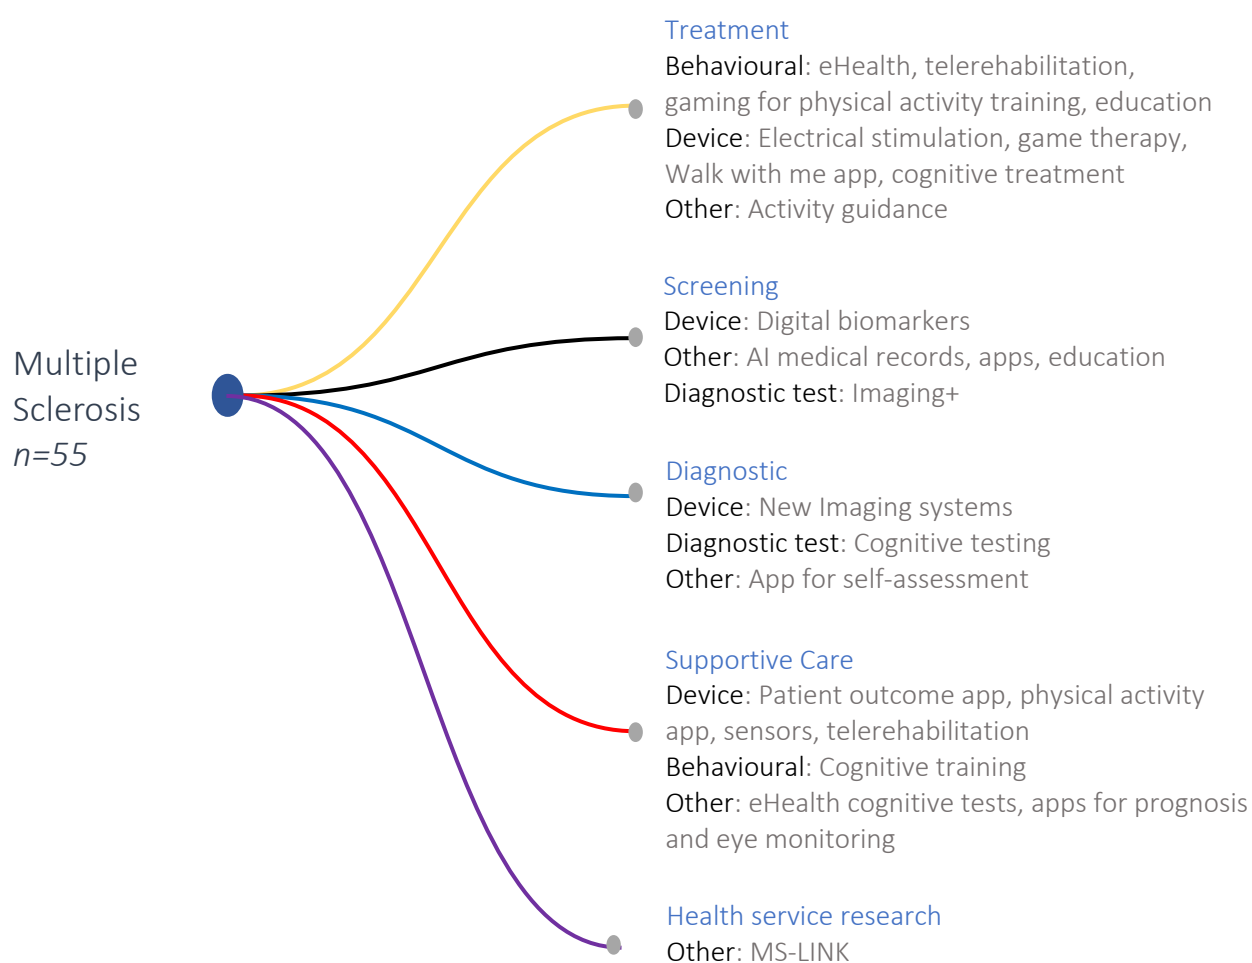 Multiple
Sclerosis
n=55
Treatment
Behavioural: eHealth, telerehabilitation,
gaming for physical activity training, education
Device: Electrical stimulation, game therapy,
Walk with me app, cognitive treatment
Other: Activity guidance
Screening
Device: Digital biomarkers
Other: AI medical records, apps, education
Diagnostic test: Imaging+
Diagnostic
Device: New Imaging systems
Diagnostic test: Cognitive testing
Other: App for self-assessment
Supportive Care
Device: Patient outcome app, physical activity
app, sensors, telerehabilitation
Behavioural: Cognitive training
Other: eHealth cognitive tests, apps for prognosis
and eye monitoring
Health service research
Other: MS-LINK